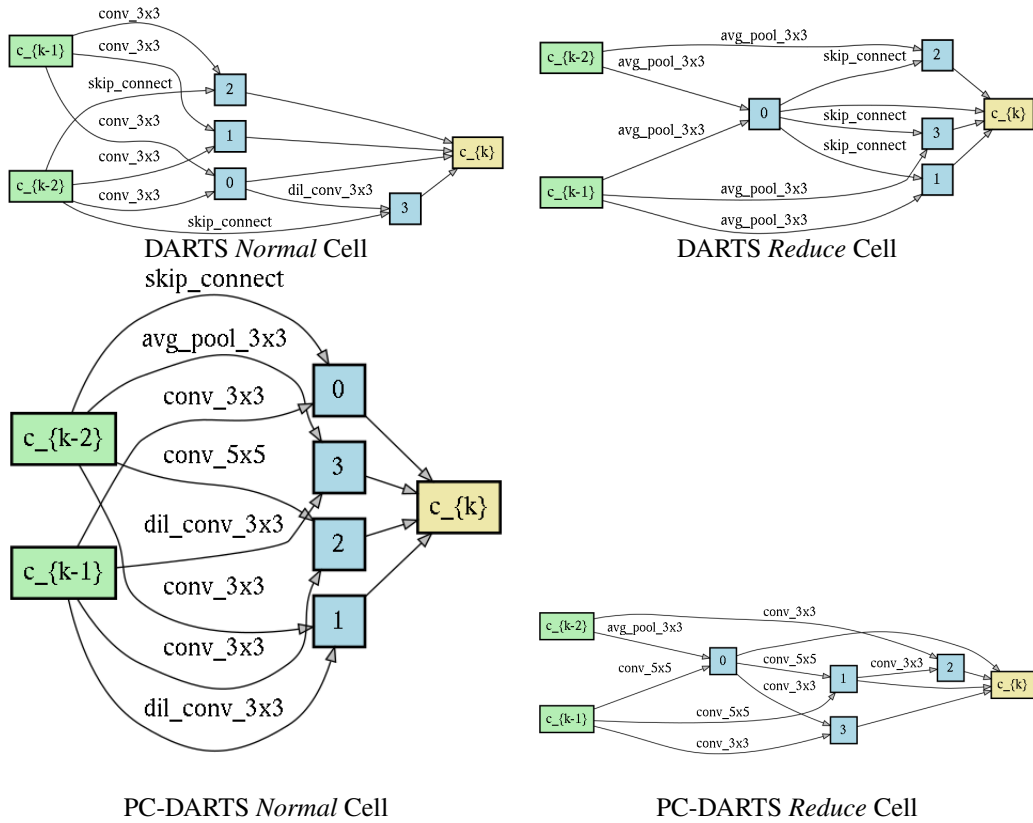 conv_3x3
c_{k-1}
conv_3x3
skip_connect
2
conv_3x3
1
c_{k}
conv_3x3
c_{k-2}
0
conv_3x3
dil_conv_3x3
3
skip_connect
DARTS Normal Cell
avg_pool_3x3
c_{k-2}
avg_pool_3x3
skip_connect
2
0
skip_connect
c_{k}
3
avg_pool_3x3
skip_connect
1
c_{k-1}
avg_pool_3x3
avg_pool_3x3
DARTS Reduce Cell
skip_connect
avg_pool_3x3
0
conv_3x3
c_{k-2}
conv_5x5
3
c_{k}
dil_conv_3x3
2
c_{k-1}
conv_3x3
1
conv_3x3
dil_conv_3x3
PC-DARTS Normal Cell
conv_3x3
c_{k-2}
avg_pool_3x3
0
conv_5x5
conv_5x5
conv_3x3
2
1
c_{k}
conv_3x3
c_{k-1}
conv_5x5
3
conv_3x3
PC-DARTS Reduce Cell